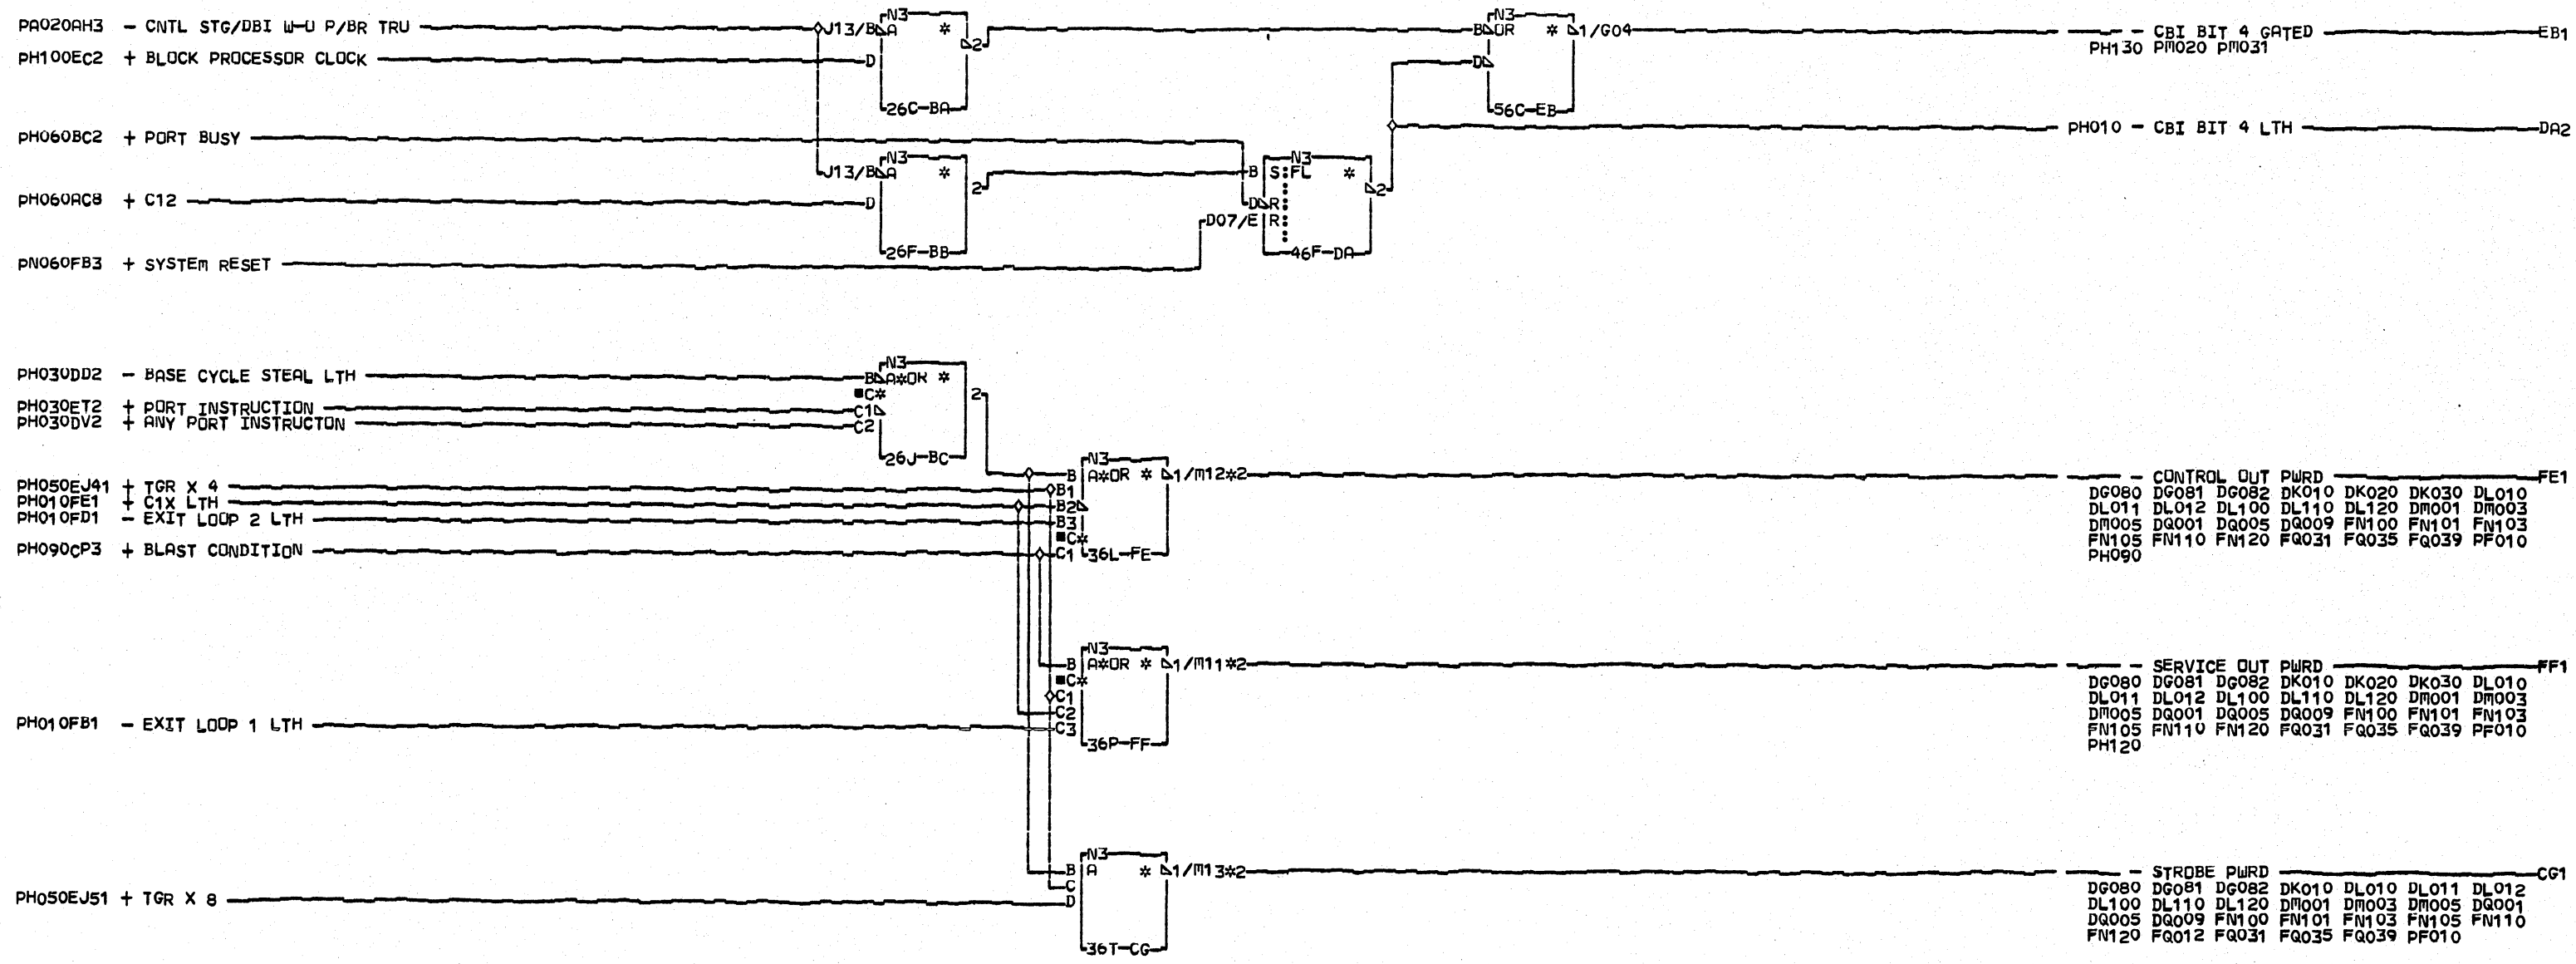 PA020AH3 - CNTL STG/DBI W-U P/BR TRU J13/B A * 2 B OR * 1/G04 - CBI BIT 4 GATED EB1
N3 N3
PH130 PM020 PM031
PH100EC2 + BLOCK PROCESSOR CLOCK D D
26C-BA 56C-EB
PH010 - CBI BIT 4 LTH DA2
PH060BC2 + PORT BUSY
N3 N3
J13/B A * 2 B S FL * 2
PH060AC8 + C12 D D R
D07/E R
26F-BB 46F-DA
PN060FB3 + SYSTEM RESET
N3
PH030DD2 - BASE CYCLE STEAL LTH B A*OR * 2
■C*
PH030ET2 + PORT INSTRUCTION C1
PH030DV2 + ANY PORT INSTRUCTON C2
26J-BC
N3
B A*OR * 1/M12*2 - CONTROL OUT PWRD FE1
PH050EJ41 + TGR X 4 B1
PH010FE1 + C1X LTH B2
PH010FD1 - EXIT LOOP 2 LTH B3
■C*
PH090CP3 + BLAST CONDITION C1 36L-FE
DG080 DG081 DG082 DK010 DK020 DK030 DL010
DL011 DL012 DL100 DL110 DL120 DM001 DM003
DM005 DQ001 DQ005 DQ009 FN100 FN101 FN103
FN105 FN110 FN120 FQ031 FQ035 FQ039 PF010
PH090
N3
B A*OR * 1/M11*2 - SERVICE OUT PWRD FF1
■C*
C1
C2
PH010FB1 - EXIT LOOP 1 LTH C3
36P-FF
DG080 DG081 DG082 DK010 DK020 DK030 DL010
DL011 DL012 DL100 DL110 DL120 DM001 DM003
DM005 DQ001 DQ005 DQ009 FN100 FN101 FN103
FN105 FN110 FN120 FQ031 FQ035 FQ039 PF010
PH120
N3
B A * 1/M13*2 - STROBE PWRD CG1
C
PH050EJ51 + TGR X 8 D
36T-CG
DG080 DG081 DG082 DK010 DL010 DL011 DL012
DL100 DL110 DL120 DM001 DM003 DM005 DQ001
DQ005 DQ009 FN100 FN101 FN103 FN105 FN110
FN120 FQ012 FQ031 FQ035 FQ039 PF010